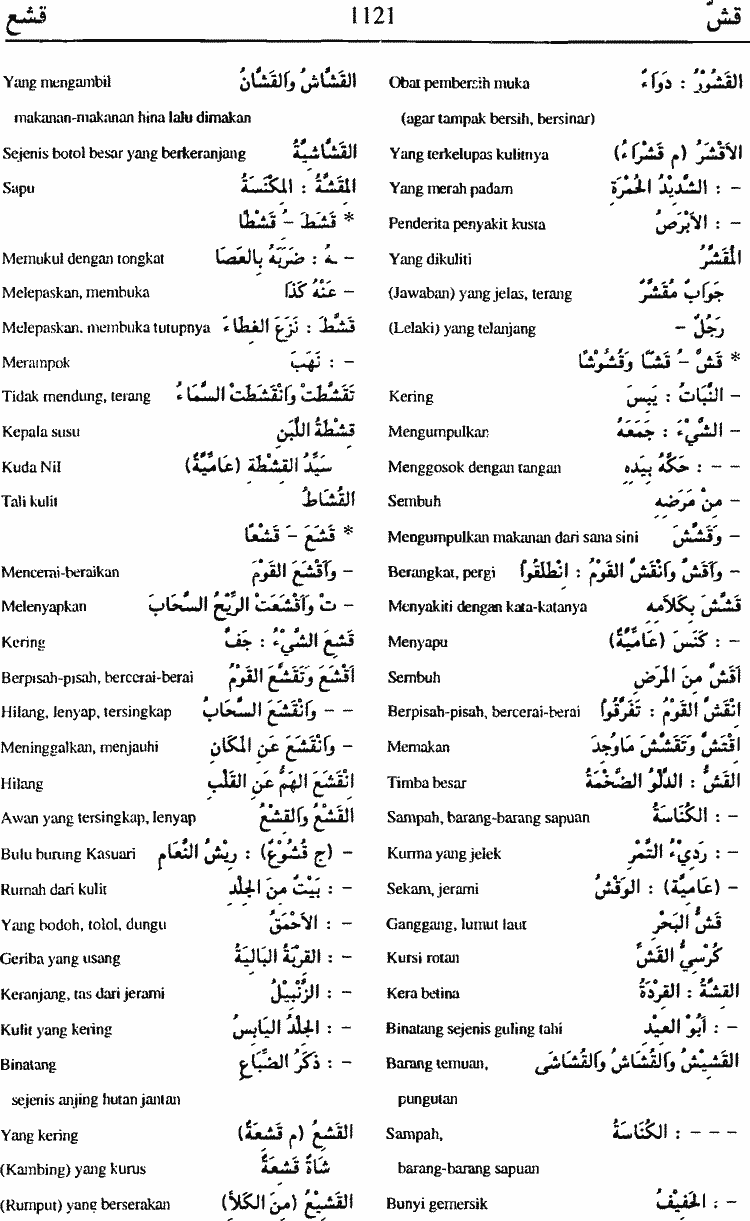 قشّ 1121 قشع
القَشُوْرُ : دَوَاءٌ Obat pembersih muka
(agar tampak bersih, bersinar)
الأَقْشَرُ (م قَشْرَاءُ) Yang terkelupas kulitnya
– : الشَّدِيْدُ الحُمْرَةِ Yang merah padam
– : الأَبْرَصُ Penderita penyakit kusta
المُقَشَّرُ Yang dikuliti
جَوَابٌ مُقَشَّرٌ (Jawaban) yang jelas, terang
رَجُلٌ – (Lelaki) yang telanjang
* قَشَّ –ُ قَشًّا وَقُشُوْشًا
– النَّبَاتُ : يَبِسَ Kering
– الشَّيْءَ : جَمَعَهُ Mengumpulkan
– – : حَكَّهُ بِيَدِهِ Menggosok dengan tangan
– مِنْ مَرَضِهِ Sembuh
– وَقَشَّشَ Mengumpulkan makanan dari sana sini
– وَأَقَشَّ وَانْقَشَّ القَوْمُ : انْطَلَقُوا Berangkat, pergi
قَشَّشَ بِكَلَامِهِ Menyakiti dengan kata-katanya
– : كَنَسَ (عَامِّيَّةٌ) Menyapu
أَقَشَّ مِنَ المَرَضِ Sembuh
انْقَشَّ القَوْمُ : تَفَرَّقُوا Berpisah-pisah, bercerai-berai
اقْتَشَّ وَتَقَشَّشَ مَاوُجِدَ Memakan
القَشُّ : الدَّلْوُ الضَّخْمَةُ Timba besar
– : الكُنَاسَةُ Sampah, barang-barang sapuan
– : رَدِيْءُ التَّمْرِ Kurma yang jelek
– (عَامِّيَّة) : الوَقْشُ Sekam, jerami
قَشُّ البَحْرِ Ganggang, lumut laut
كُرْسِيُّ القَشِّ Kursi rotan
القِشَّةُ : القِرْدَةُ Kera betina
– : أَبُو العِيْدِ Binatang sejenis guling tahi
القَشِيْشُ وَالقُشَاشُ وَالقُشَاشَى Barang temuan,
pungutan
– – – : الكُنَاسَةُ Sampah,
barang-barang sapuan
– : الخَفِيْفُ Bunyi gemersik
القَشَّاشُ وَالقَشَّانُ Yang mengambil
makanan-makanan hina lalu dimakan
القَشَّاشِيَّةُ Sejenis botol besar yang berkeranjang
المِقَشَّةُ : المِكْنَسَةُ Sapu
* قَشَطَ –ُ قَشْطًا
– ـهُ : ضَرَبَهُ بِالعَصَا Memukul dengan tongkat
– عَنْهُ كَذَا Melepaskan, membuka
قَشَّطَ : نَزَعَ الغِطَاءَ Melepaskan, membuka tutupnya
– : نَهَبَ Merampok
تَقَشَّطَتْ وَانْقَشَطَتْ السَّمَاءُ Tidak mendung, terang
قِشْطَةُ اللَّبَنِ Kepala susu
سَيِّدُ القِشْطَةِ (عَامِّيَّةٌ) Kuda Nil
القُشَاطُ Tali kulit
* قَشَعَ –َ قَشْعًا
– وَأَقْشَعَ القَوْمَ Mencerai-beraikan
– تْ وَأَقْشَعَتْ الرِّيْحُ السَّحَابَ Melenyapkan
قَشِعَ الشَّيْءُ : جَفَّ Kering
أَقْشَعَ وَتَقَشَّعَ القَوْمُ Berpisah-pisah, bercerai-berai
– – وَانْقَشَعَ السَّحَابُ Hilang, lenyap, tersingkap
– وَانْقَشَعَ عَنِ المَكَانِ Meninggalkan, menjauhi
انْقَشَعَ الهَمُّ عَنِ القَلْبِ Hilang
القَشْعُ وَالقِشْعُ Awan yang tersingkap, lenyap
– (ج قُشُوْعٌ) : رِيْشُ النَّعَامِ Bulu burung Kasuari
– : بَيْتٌ مِنَ الجِلْدِ Rumah dari kulit
– : الأَحْمَقُ Yang bodoh, tolol, dungu
– : القِرْبَةُ البَالِيَةُ Geriba yang usang
– : الزِّنْبِيْلُ Keranjang, tas dari jerami
– : الجِلْدُ اليَابِسُ Kulit yang kering
– : ذَكَرُ الضِّبَاعِ Binatang
sejenis anjing hutan jantan
القَشِعُ (م قَشِعَةٌ) Yang kering
شَاةٌ قَشِعَةٌ (Kambing) yang kurus
القَشِيْعُ (مِنَ الكَلَأِ) (Rumput) yang berserakan